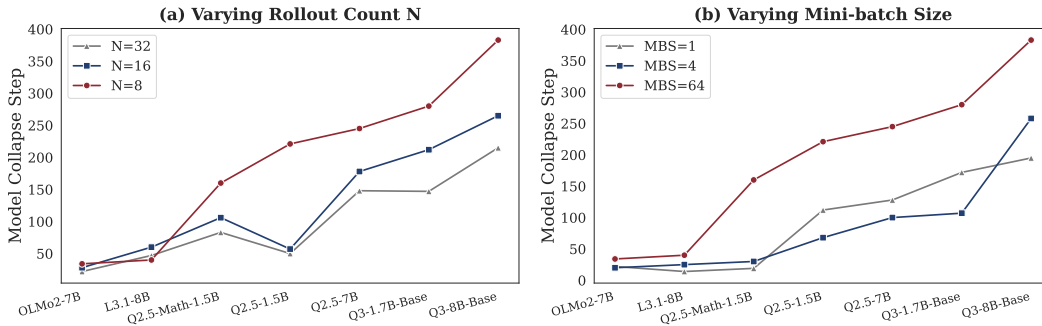 (a) Varying Rollout Count N
Model Collapse Step
400
350
300
250
200
150
100
50
N=32
N=16
N=8
OLMo2-7B
L3.1-8B
Q2.5-Math-1.5B
Q2.5-1.5B
Q2.5-7B
Q3-1.7B-Base
Q3-8B-Base
(b) Varying Mini-batch Size
Model Collapse Step
400
350
300
250
200
150
100
50
0
MBS=1
MBS=4
MBS=64
OLMo2-7B
L3.1-8B
Q2.5-Math-1.5B
Q2.5-1.5B
Q2.5-7B
Q3-1.7B-Base
Q3-8B-Base